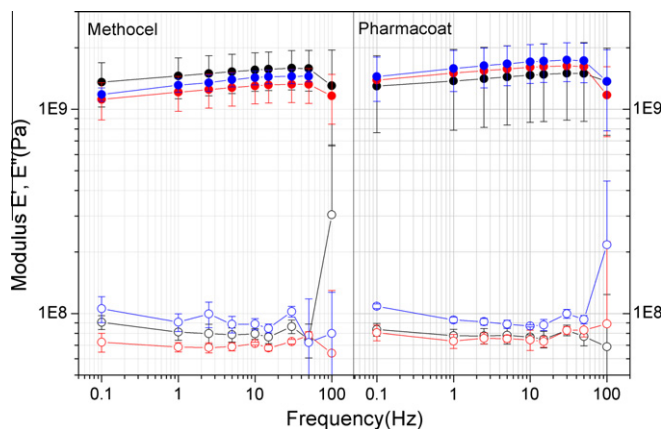 Methocel
Pharmacoat
Modulus E', E"(Pa)
1E9
1E8
1E9
1E8
0.1 1 10 100
0.1 1 10 100
Frequency(Hz)